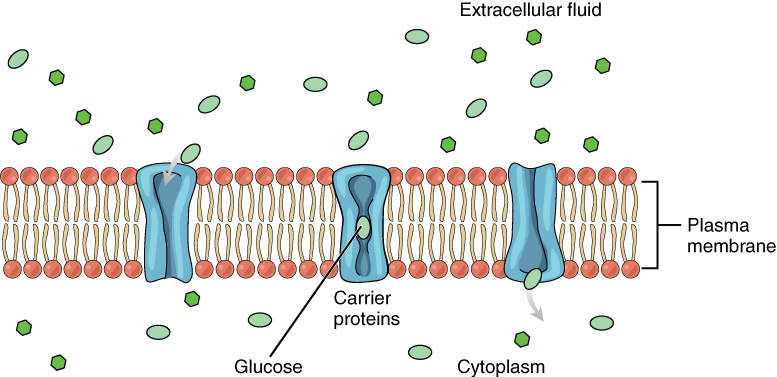 Extracellular fluid
Plasma
membrane
Carrier
proteins
Glucose
Cytoplasm